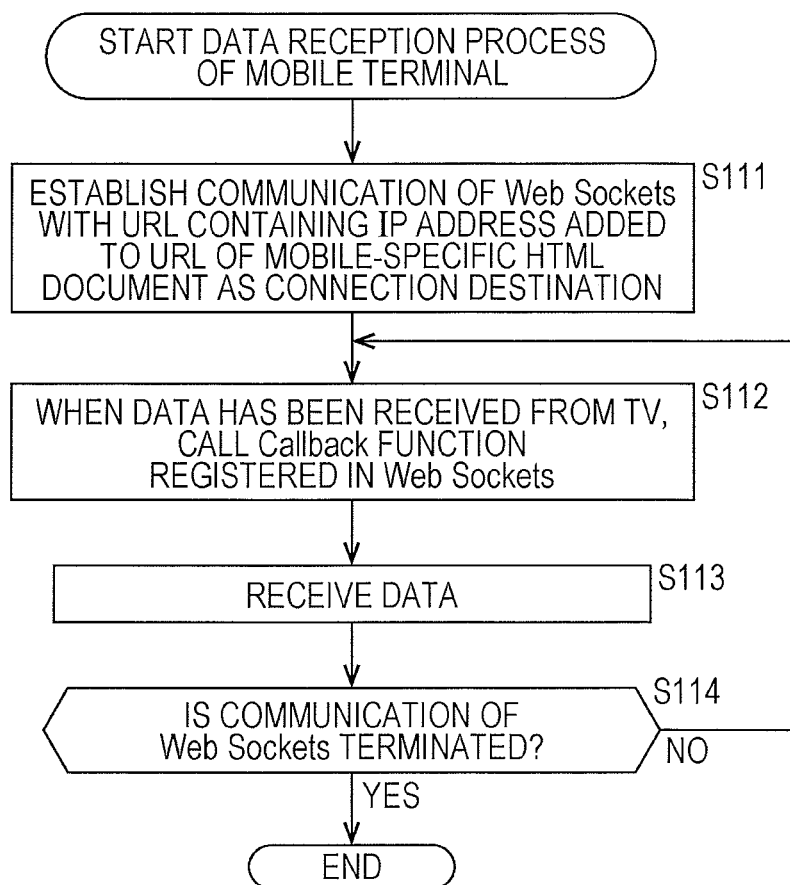 START DATA RECEPTION PROCESS
OF MOBILE TERMINAL
S111
ESTABLISH COMMUNICATION OF Web Sockets
WITH URL CONTAINING IP ADDRESS ADDED
TO URL OF MOBILE-SPECIFIC HTML
DOCUMENT AS CONNECTION DESTINATION
S112
WHEN DATA HAS BEEN RECEIVED FROM TV,
CALL Callback FUNCTION
REGISTERED IN Web Sockets
S113
RECEIVE DATA
S114
IS COMMUNICATION OF
Web Sockets TERMINATED?
NO
YES
END